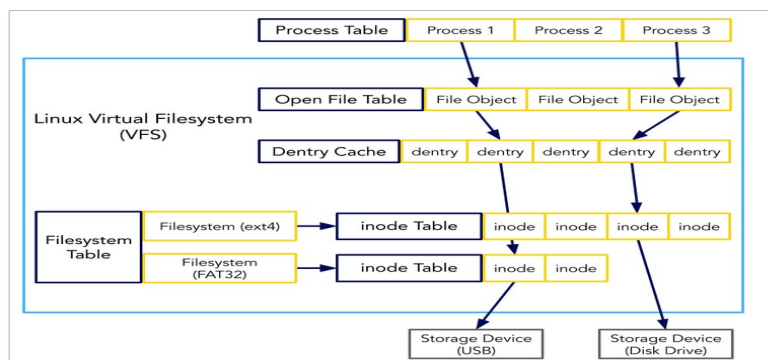 Process Table Process 1 Process 2 Process 3
Linux Virtual Filesystem
(VFS)
Open File Table File Object File Object File Object
Dentry Cache dentry dentry dentry dentry dentry
Filesystem
Table
Filesystem (ext4) inode Table inode inode inode inode
Filesystem
(FAT32)
inode Table inode inode
Storage Device
(USB)
Storage Device
(Disk Drive)